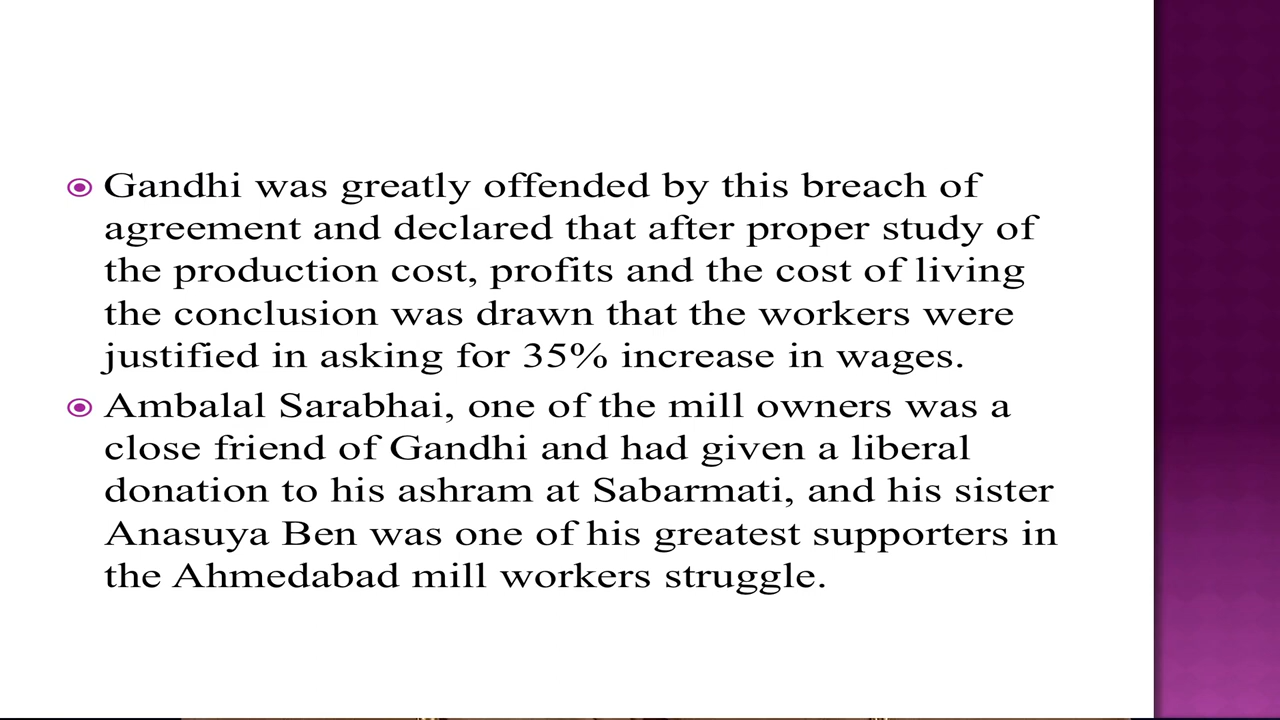 Gandhi was greatly offended by this breach of
agreement and declared that after proper study of
the production cost, profits and the cost of living
the conclusion was drawn that the workers were
justified in asking for 35% increase in wages.
Ambalal Sarabhai, one of the mill owners was a
close friend of Gandhi and had given a liberal
donation to his ashram at Sabarmati, and his sister
Anasuya Ben was one of his greatest supporters in
the Ahmedabad mill workers struggle.